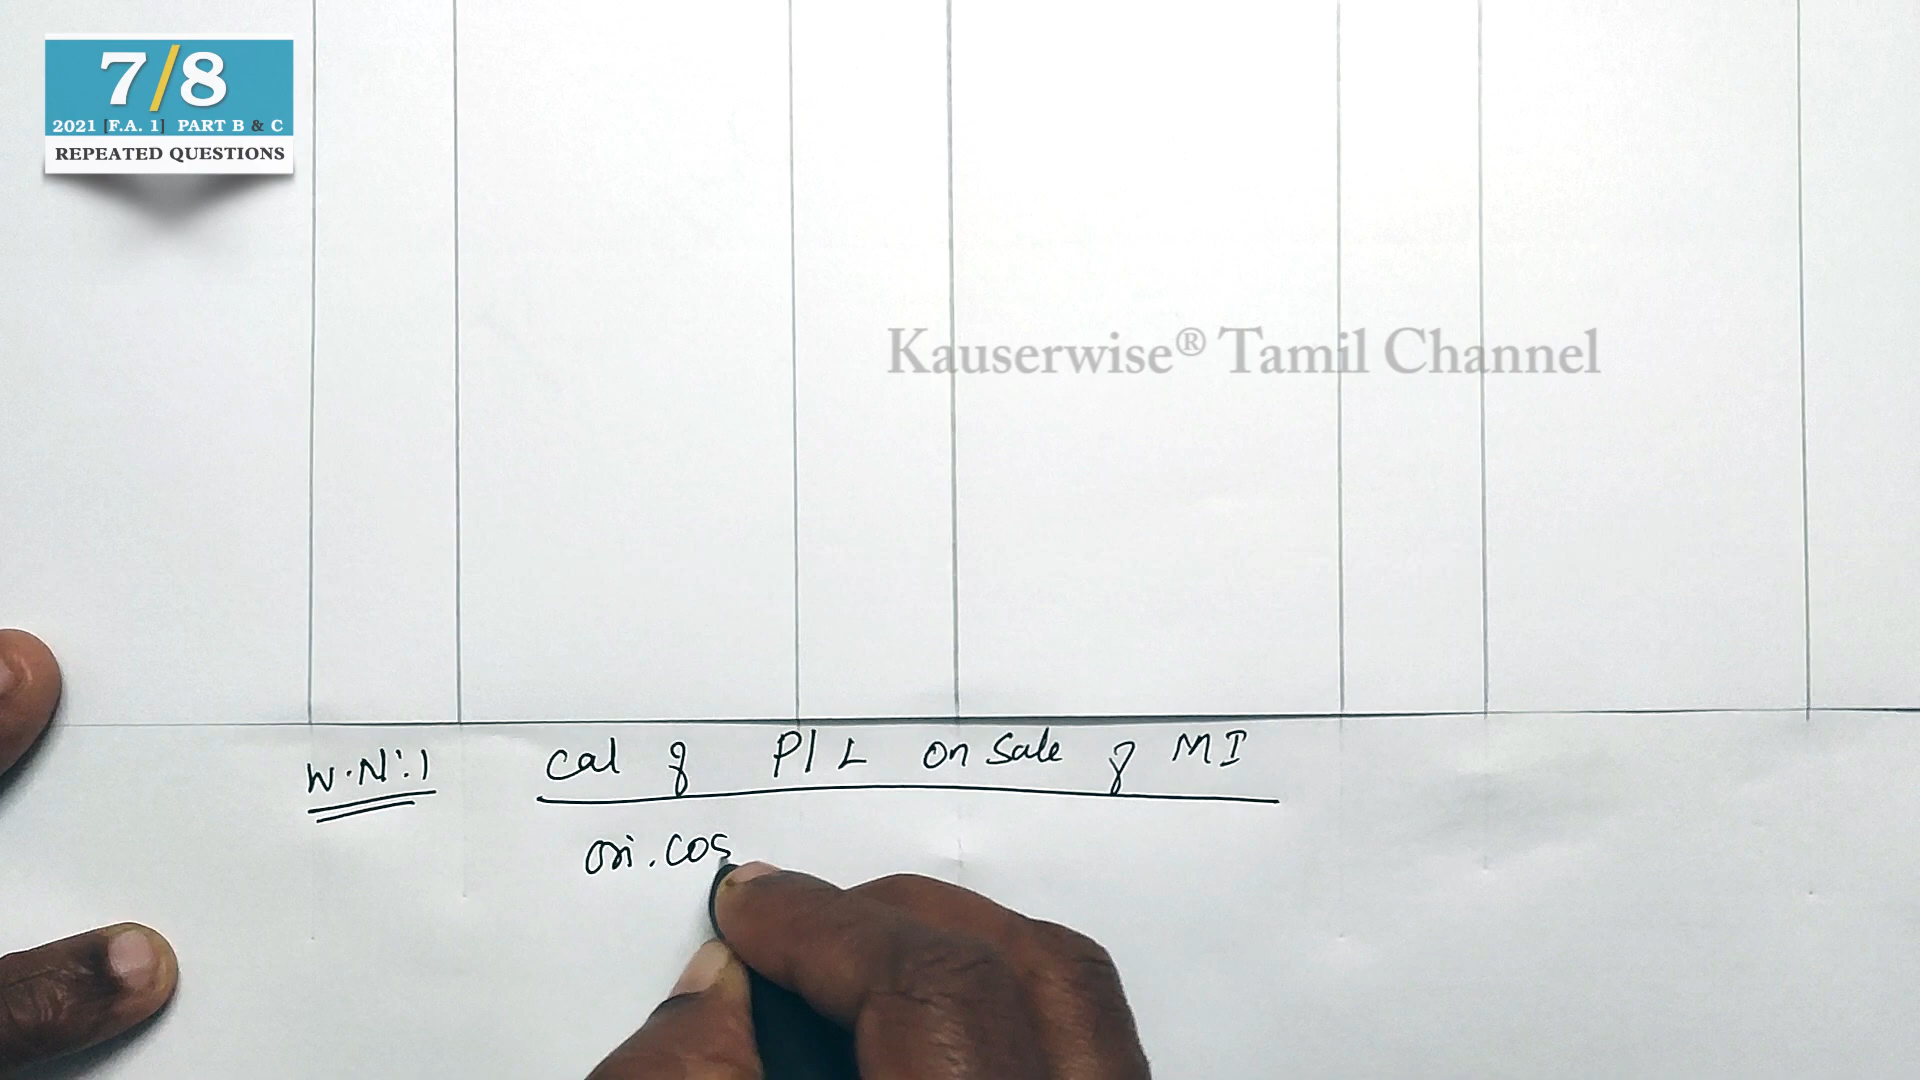 7/8
2021 [F.A. 1] PART B & C
REPEATED QUESTIONS
Kauserwise® Tamil Channel
W.N:1 Cal of P/L on Sale of MI
Ori.cos